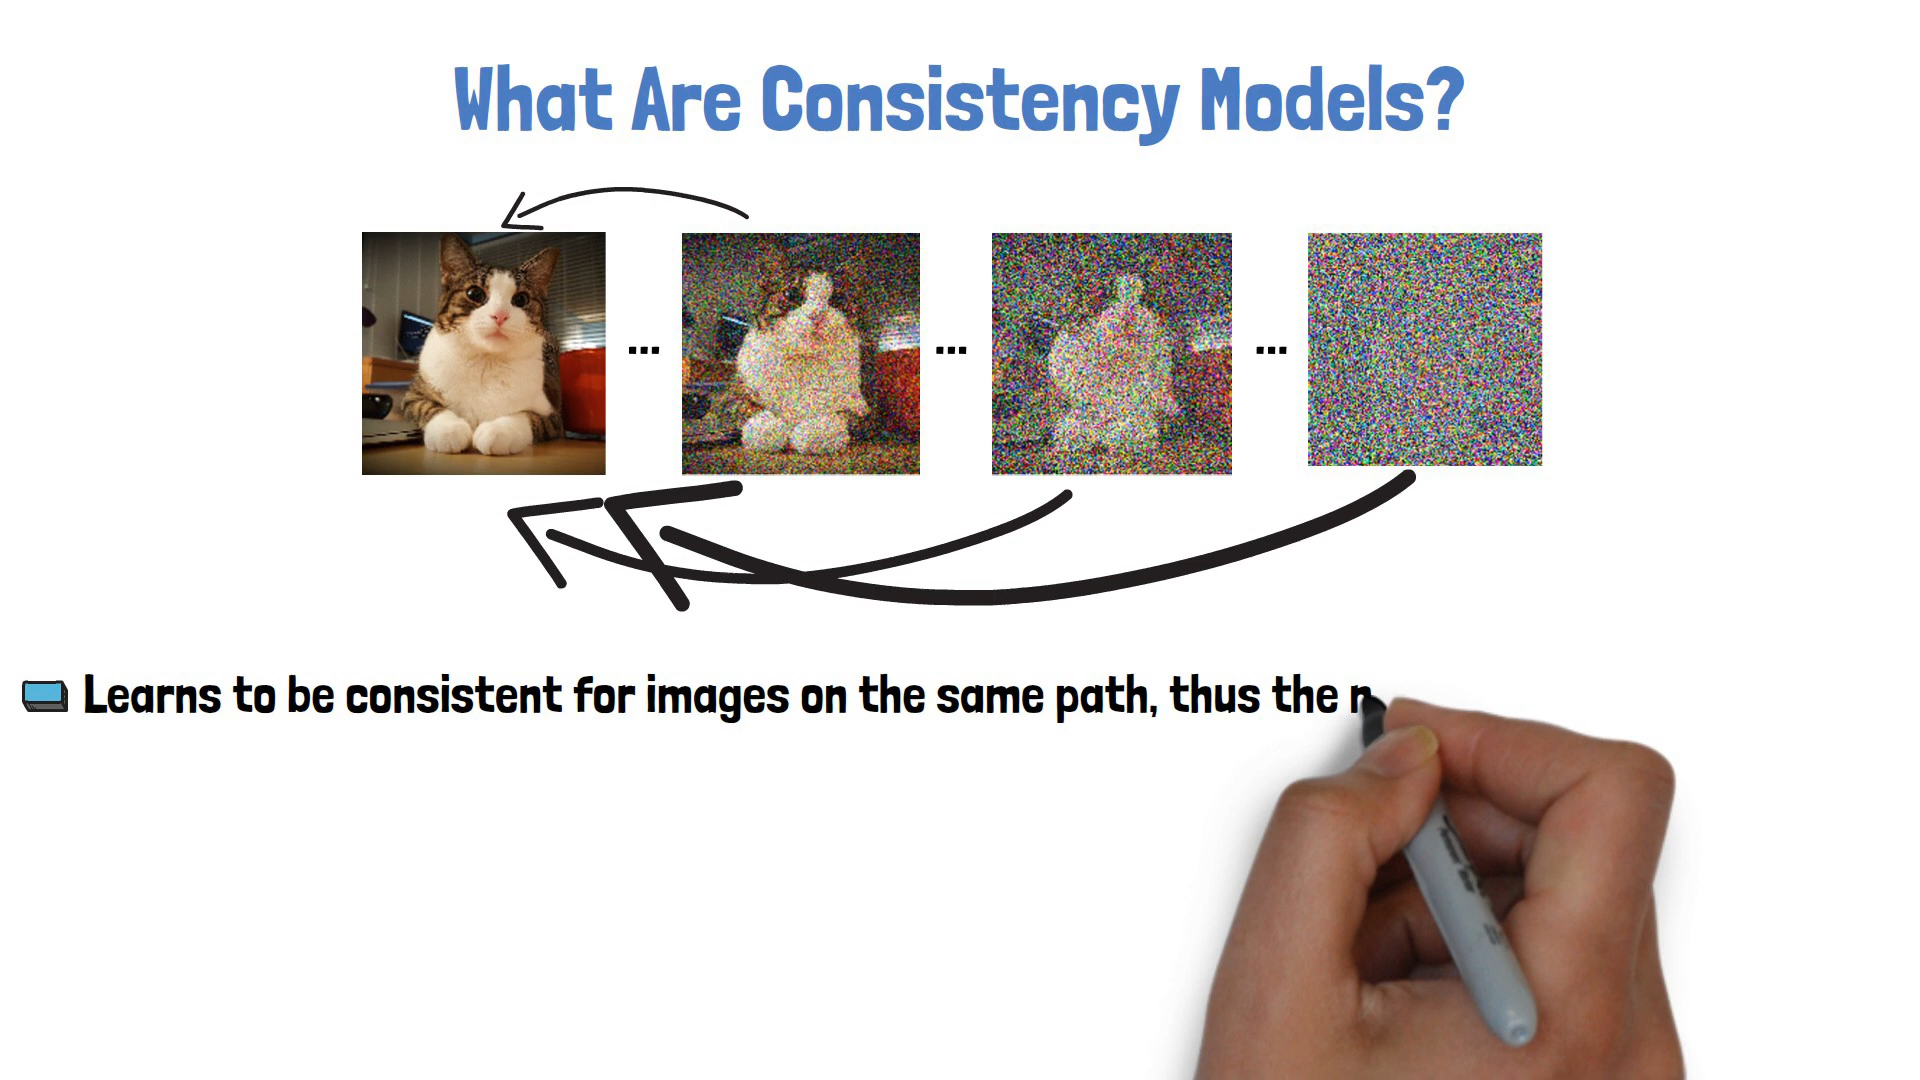 What Are Consistency Models?
... ... ...
Learns to be consistent for images on the same path, thus the n